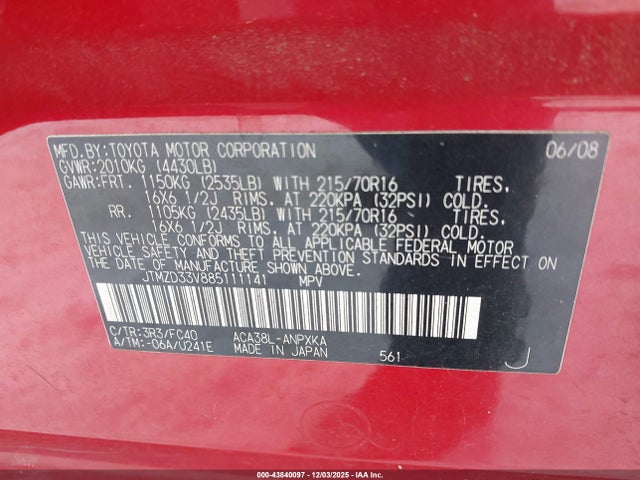 MFD.BY:TOYOTA MOTOR CORPORATION 06/08
GVWR:2010KG (4430LB)
GAWR:FRT. 1150KG (2535LB) WITH 215/70R16 TIRES,
16X6 1/2J RIMS, AT 220KPA (32PSI) COLD.
RR. 1105KG (2435LB) WITH 215/70R16 TIRES,
16X6 1/2J RIMS, AT 220KPA (32PSI) COLD.
THIS VEHICLE CONFORMS TO ALL APPLICABLE FEDERAL MOTOR
VEHICLE SAFETY AND THEFT PREVENTION STANDARDS IN EFFECT
ON THE DATE OF MANUFACTURE SHOWN ABOVE.
JTMZD33V885111141 MPV
C/TR:3R3/FC40 ACA38L-ANPXKA
A/TM:-06A/U241E MADE IN JAPAN 561 J
000-43840097 - 12/03/2025 - IAA Inc.